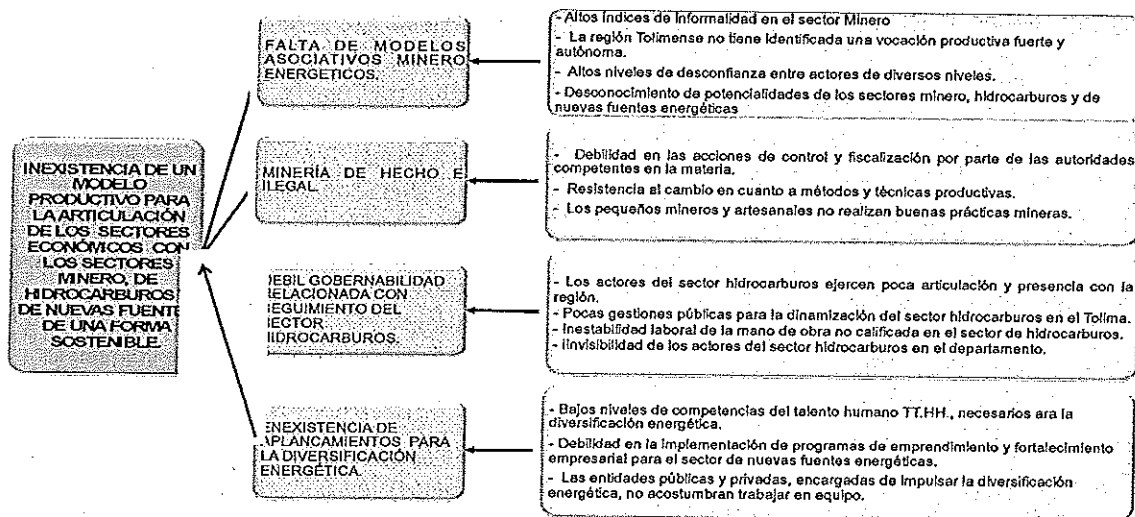 INEXISTENCIA DE UN
MODELO
PRODUCTIVO PARA
LA ARTICULACIÓN
DE LOS SECTORES
ECONÓMICOS CON
LOS SECTORES
MINERO, DE
HIDROCARBUROS
DE NUEVAS FUENTE
DE UNA FORMA
SOSTENIBLE.
FALTA DE MODELOS
ASOCIATIVOS MINERO
ENERGETICOS.
- Altos Índices de Informalidad en el sector Minero
- La región Tolimense no tiene identificada una vocación productiva fuerte y
autónoma.
- Altos niveles de desconfianza entre actores de diversos niveles.
- Desconocimiento de potencialidades de los sectores minero, hidrocarburos y de
nuevas fuentes energéticas
MINERÍA DE HECHO E
ILEGAL.
- Debilidad en las acciones de control y fiscalización por parte de las autoridades
competentes en la materia.
- Resistencia al cambio en cuanto a métodos y técnicas productivas.
- Los pequeños mineros y artesanales no realizan buenas prácticas mineras.
DEBIL GOBERNABILIDAD
RELACIONADA CON
SEGUIMIENTO DEL
SECTOR
HIDROCARBUROS.
- Los actores del sector hidrocarburos ejercen poca articulación y presencia con la
región.
- Pocas gestiones públicas para la dinamización del sector hidrocarburos en el Tolima.
- Inestabilidad laboral de la mano de obra no calificada en el sector de hidrocarburos.
- Iinvisibilidad de los actores del sector hidrocarburos en el departamento.
INEXISTENCIA DE
APLANCAMIENTOS PARA
LA DIVERSIFICACIÓN
ENERGÉTICA.
- Bajos niveles de competencias del talento humano TT.HH., necesarios ara la
diversificación energética.
- Debilidad en la implementación de programas de emprendimiento y fortalecimiento
empresarial para el sector de nuevas fuentes energéticas.
- Las entidades públicas y privadas, encargadas de impulsar la diversificación
energética, no acostumbran trabajar en equipo.